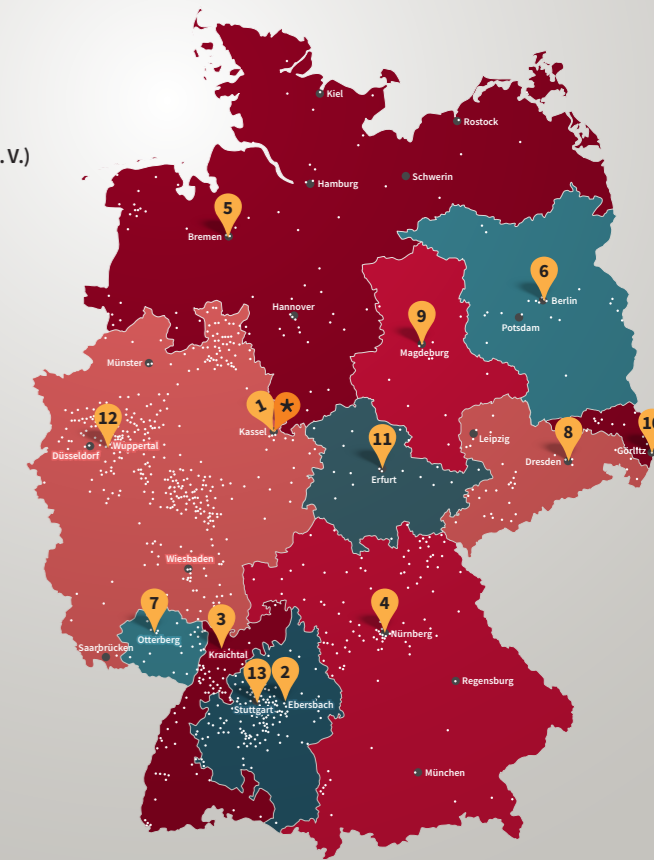 Kiel
Rostock
.V.)
Schwerin
Hamburg
5
Bremen
6
Berlin
Hannover
9
Potsdam
Magdeburg
Münster
1
*
12
Kassel
8
10
11
Leipzig
Düsseldorf
Wuppertal
Görlitz
Dresden
Erfurt
Wiesbaden
7
4
3
Otterberg
Nürnberg
Saarbrücken
Kraichtal
13
2
Regensburg
Stuttgart
Ebersbach
München